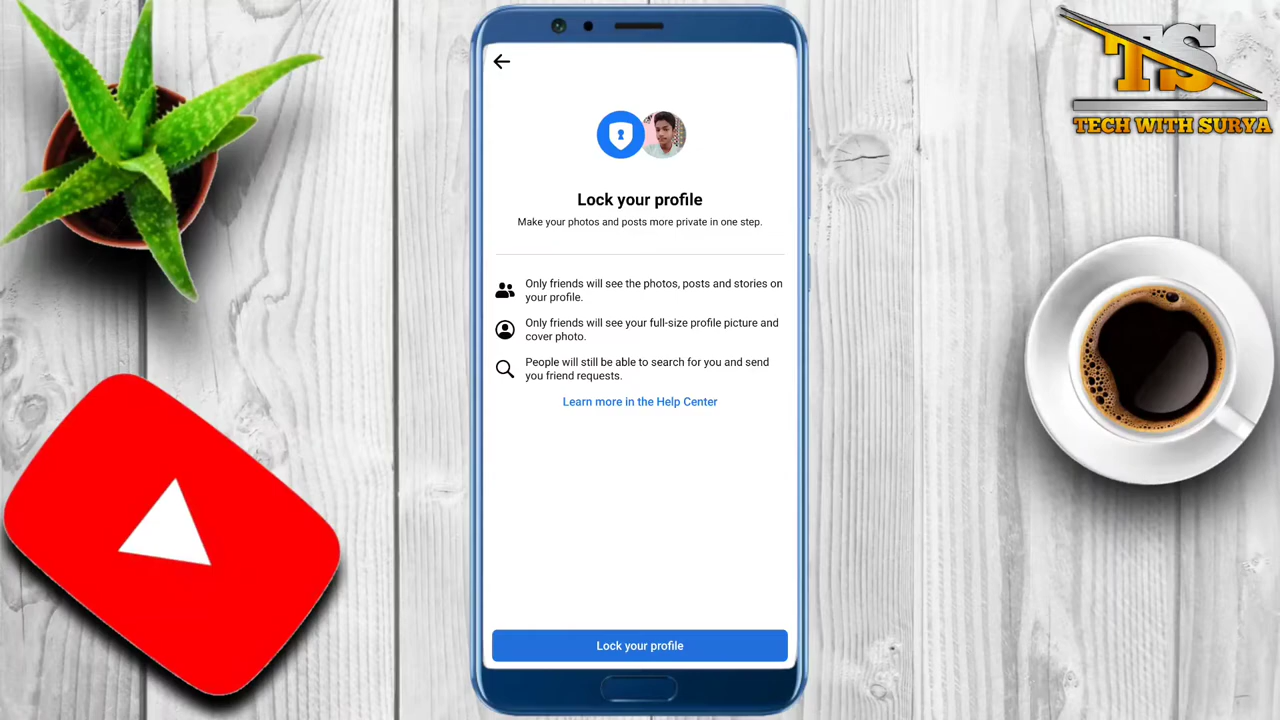 TS
TECH WITH SURYA
Lock your profile
Make your photos and posts more private in one step.
Only friends will see the photos, posts and stories on
your profile.
Only friends will see your full-size profile picture and
cover photo.
People will still be able to search for you and send
you friend requests.
Learn more in the Help Center
Lock your profile